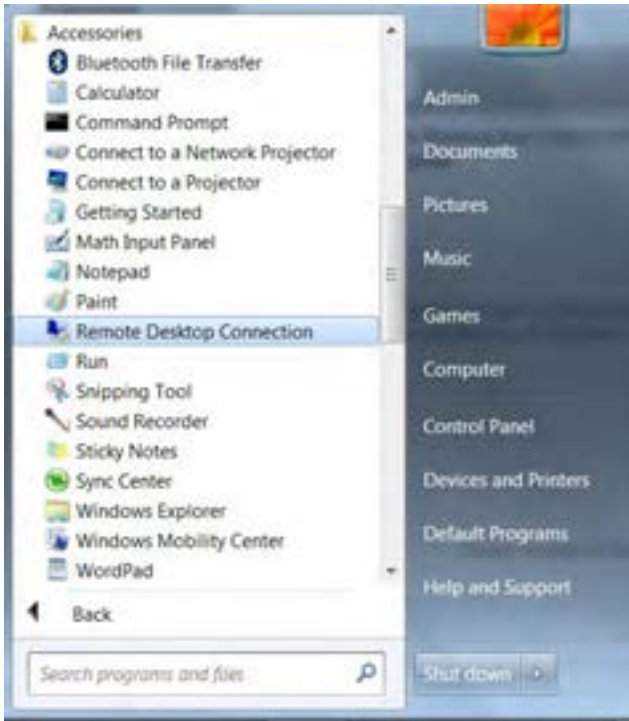 Accessories
Bluetooth File Transfer
Calculator
Command Prompt
Connect to a Network Projector
Connect to a Projector
Getting Started
Math Input Panel
Notepad
Paint
Remote Desktop Connection
Run
Snipping Tool
Sound Recorder
Sticky Notes
Sync Center
Windows Explorer
Windows Mobility Center
WordPad
Back
Search programs and files
Admin
Documents
Pictures
Music
Games
Computer
Control Panel
Devices and Printers
Default Programs
Help and Support
Shut down